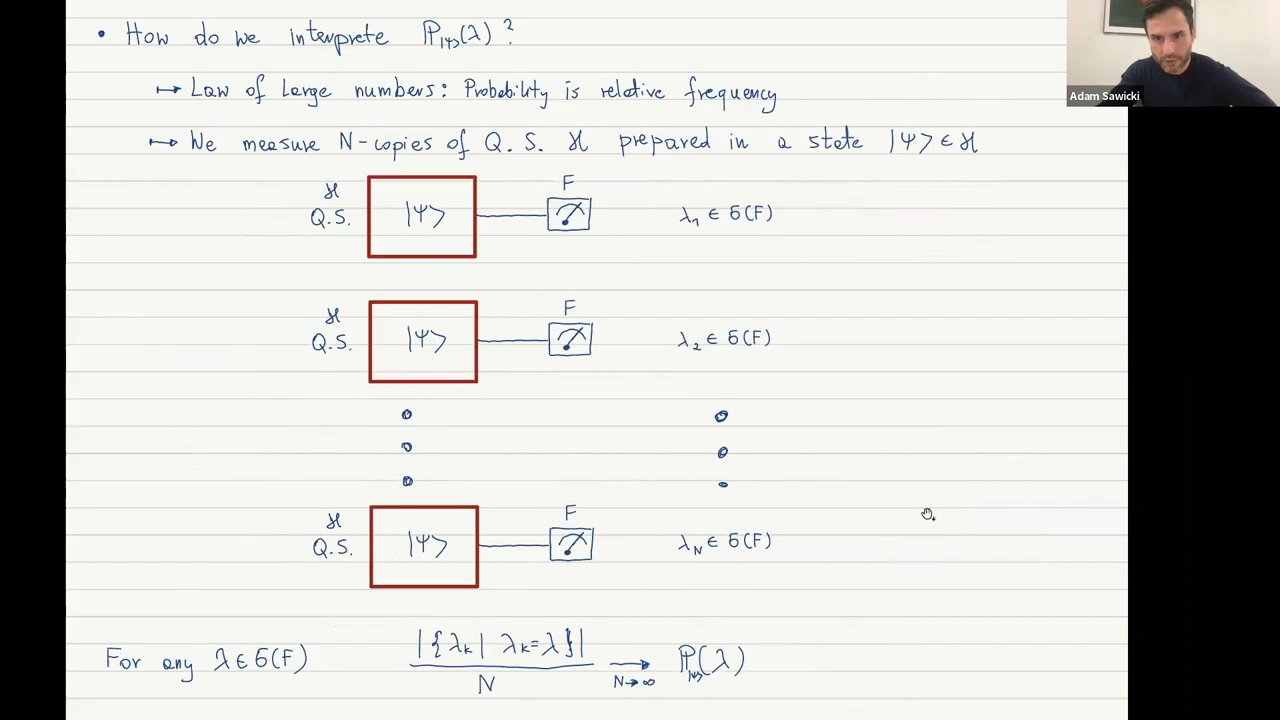 • How do we interprete ℙ|ψ>(λ)?
Adam Sawicki
↦ Law of Large numbers: Probability is relative frequency
↦ We measure N-copies of Q. S. ℋ prepared in a state |Ψ> ∈ ℋ
ℋ F
Q.S. |Ψ> λ₁ ∈ б(F)
ℋ F
Q.S. |Ψ> λ₂ ∈ б(F)
ℋ F
Q.S. |Ψ> λ_N ∈ б(F)
For any λ ∈ б(F) |{λₖ | λₖ=λ}| / N → N→∞ ℙ|ψ>(λ)